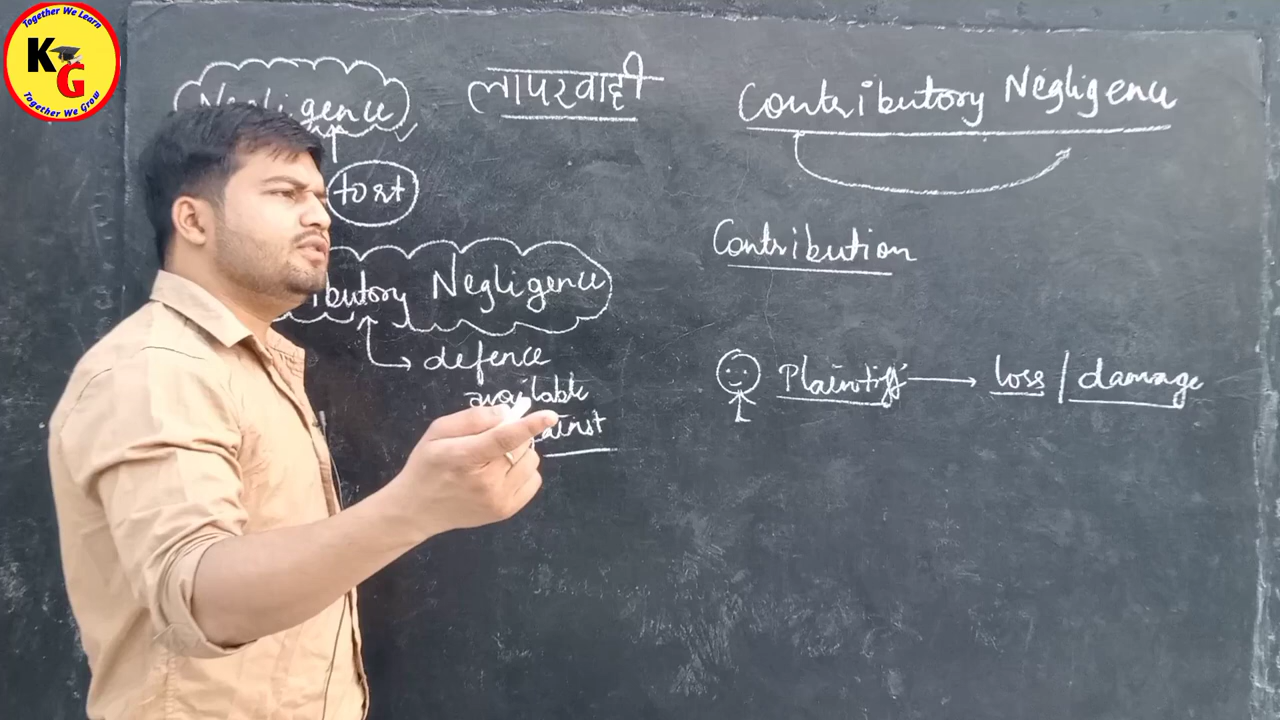 Together We Learn
KG
Together We Grow
Negligence
लापरवाही
tort
Negligence
defence
available
against
Contributory Negligence
Contribution
Plaintiff → loss / damage